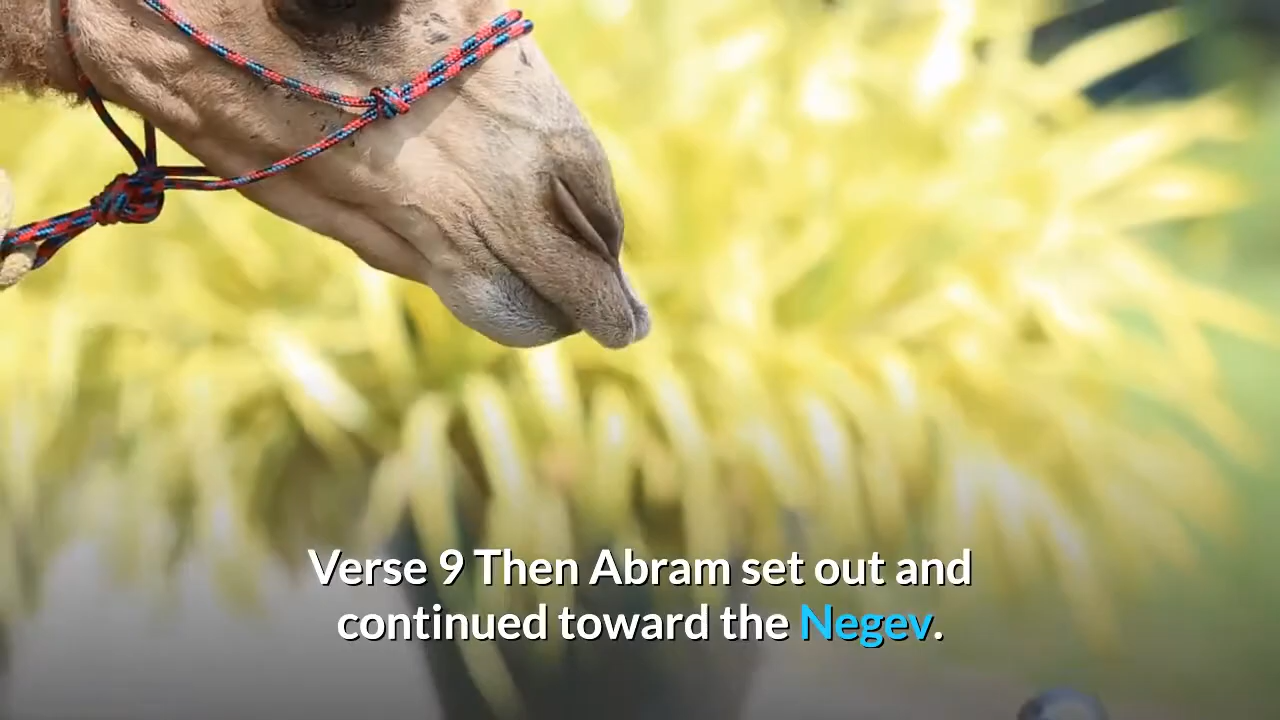 Verse 9 Then Abram set out and
continued toward the Negev.